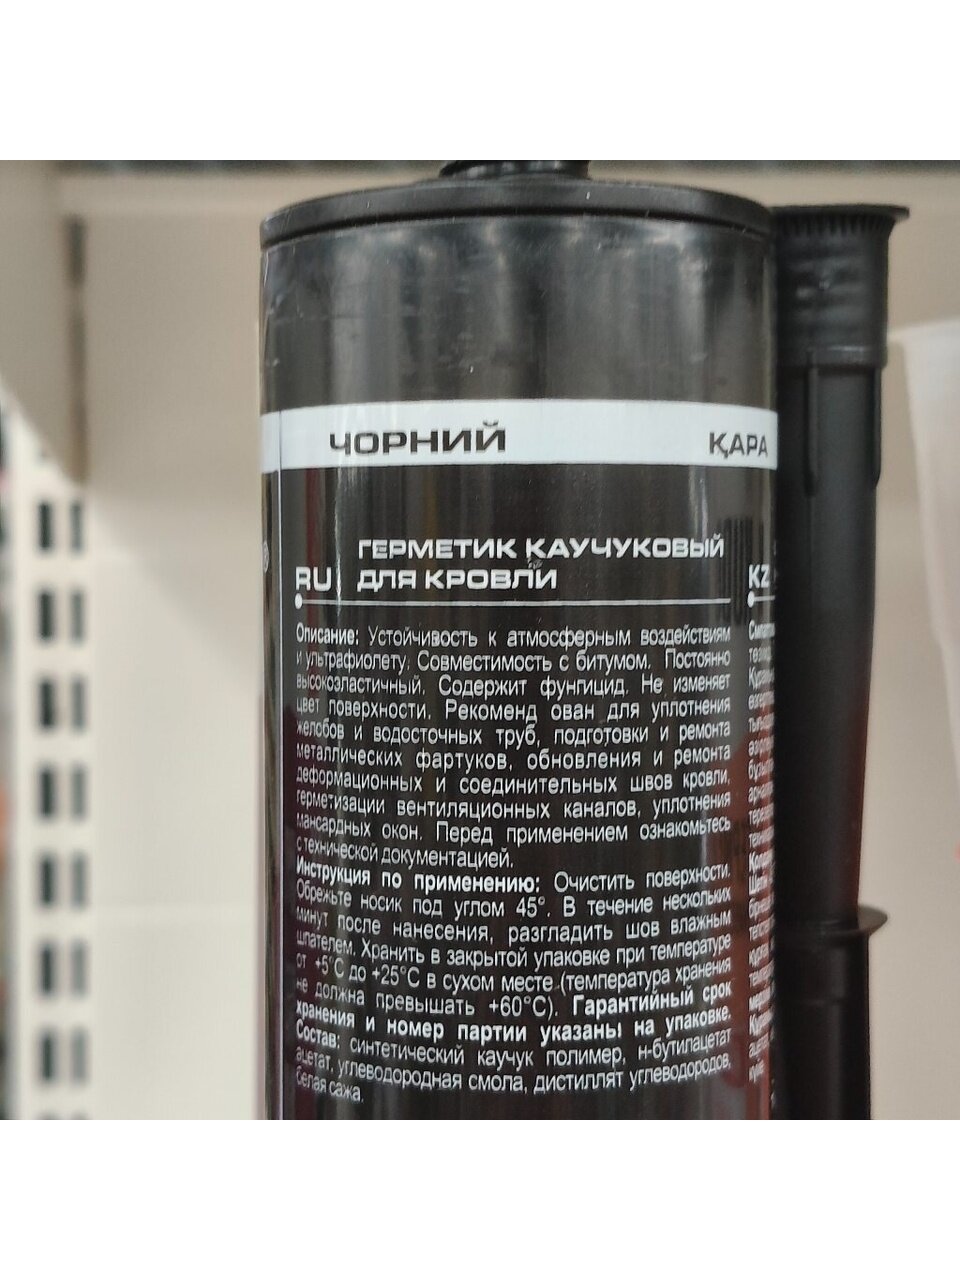 ЧОРНИЙ ҚАРА
RU ГЕРМЕТИК КАУЧУКОВЫЙ
ДЛЯ КРОВЛИ
KZ
Описание: Устойчивость к атмосферным воздействиям
и ультрафиолету. Совместимость с битумом. Постоянно
высокоэластичный. Содержит фунгицид. Не изменяет
цвет поверхности. Рекоменд ован для уплотнения
желобов и водосточных труб, подготовки и ремонта
металлических фартуков, обновления и ремонта
деформационных и соединительных швов кровли,
герметизации вентиляционных каналов, уплотнения
мансардных окон. Перед применением ознакомьтесь
с технической документацией.
Инструкция по применению: Очистить поверхности.
Обрежьте носик под углом 45°. В течение нескольких
минут после нанесения, разгладить шов влажным
шпателем. Хранить в закрытой упаковке при температуре
от +5°С до +25°С в сухом месте (температура хранения
не должна превышать +60°С). Гарантийный срок
хранения и номер партии указаны на упаковке.
Состав: синтетический каучук полимер, н-бутилацетат
ацетат, углеводородная смола, дистиллят углеводородов,
белая сажа.